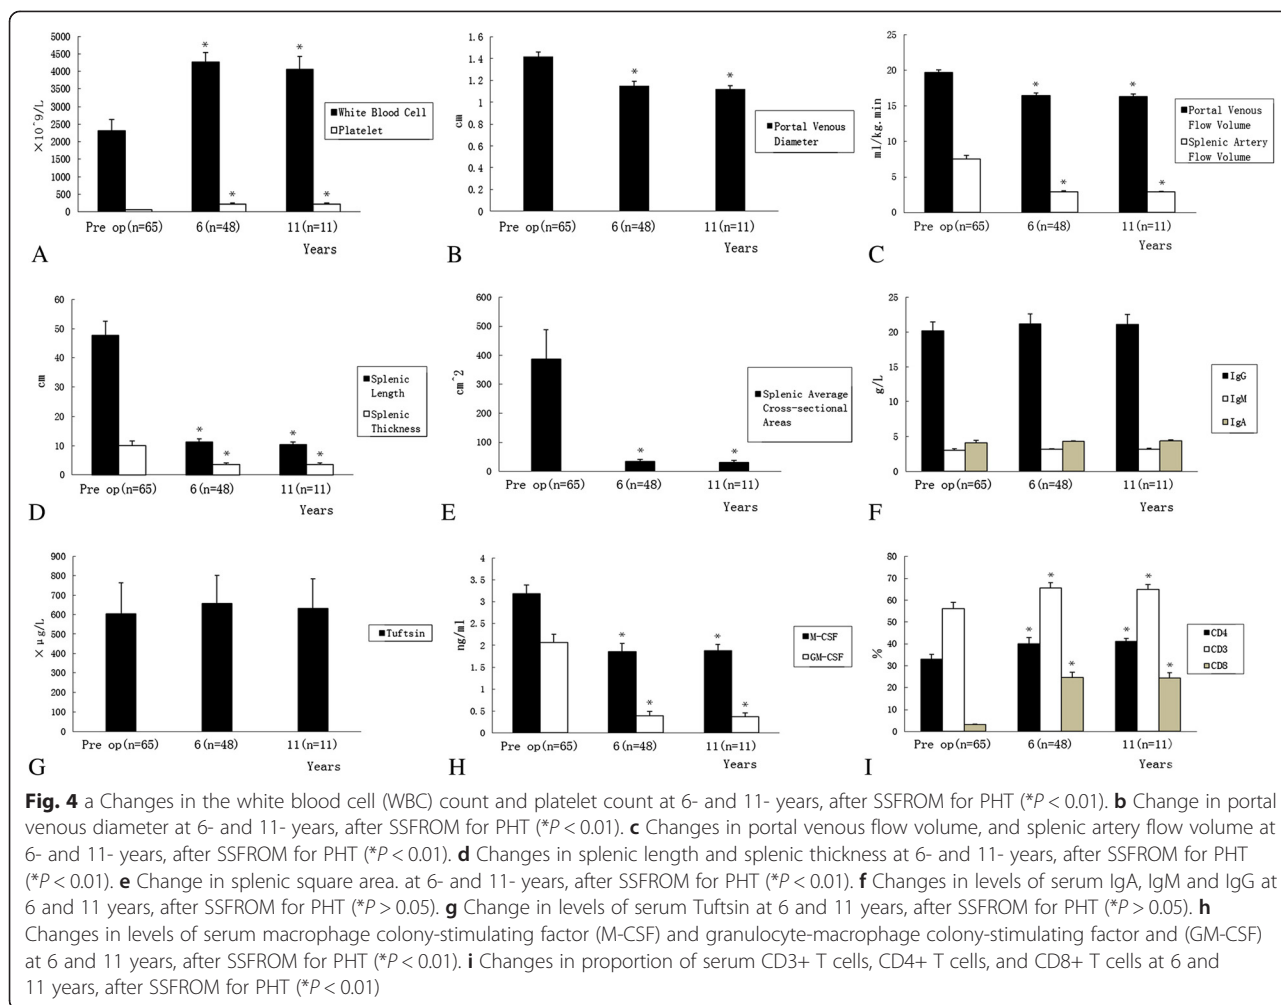 5000
4500
4000
3500
3000
2500
2000
1500
1000
500
0
×10^9/L
*
*
*
*
White Blood Cell
Platelet
Pre op(n=65)
6(n=48)
11(n=11)
Years
A
1.6
1.4
1.2
1
0.8
0.6
0.4
0.2
0
cm
*
*
Portal Venous
Diameter
Pre op(n=65)
6(n=48)
11(n=11)
Years
B
25
20
15
10
5
0
ml/kg.min
*
*
*
*
Portal Venous
Flow Volume
Splenic Artery
Flow Volume
Pre op(n=65)
6(n=48)
11(n=11)
Years
C
60
50
40
30
20
10
0
cm
*
*
*
*
Splenic
Length
Splenic
Thickness
Pre op(n=65)
6(n=48)
11(n=11)
Years
D
600
500
400
300
200
100
0
cm^2
*
*
Splenic Average
Cross-sectional
Areas
Pre op(n=65)
6(n=48)
11(n=11)
Years
E
25
20
15
10
5
0
g/L
IgG
IgM
IgA
Pre op(n=65)
6(n=48)
11(n=11)
Years
F
900
800
700
600
500
400
300
200
100
0
×μg/L
Tuftsin
Pre op(n=65)
6(n=48)
11(n=11)
Years
G
4
3.5
3
2.5
2
1.5
1
0.5
0
ng/ml
*
*
*
*
M-CSF
GM-CSF
Pre op(n=65)
6(n=48)
11(n=11)
Years
H
80
70
60
50
40
30
20
10
0
%
*
*
*
*
*
*
CD4
CD3
CD8
Pre op(n=65)
6(n=48)
11(n=11)
Years
I
Fig. 4 a Changes in the white blood cell (WBC) count and platelet count at 6- and 11- years, after SSFROM for PHT (*P < 0.01). b Change in portal
venous diameter at 6- and 11- years, after SSFROM for PHT (*P < 0.01). c Changes in portal venous flow volume, and splenic artery flow volume at
6- and 11- years, after SSFROM for PHT (*P < 0.01). d Changes in splenic length and splenic thickness at 6- and 11- years, after SSFROM for PHT
(*P < 0.01). e Change in splenic square area. at 6- and 11- years, after SSFROM for PHT (*P < 0.01). f Changes in levels of serum IgA, IgM and IgG at
6 and 11 years, after SSFROM for PHT (*P > 0.05). g Change in levels of serum Tuftsin at 6 and 11 years, after SSFROM for PHT (*P > 0.05). h
Changes in levels of serum macrophage colony-stimulating factor (M-CSF) and granulocyte-macrophage colony-stimulating factor and (GM-CSF)
at 6 and 11 years, after SSFROM for PHT (*P < 0.01). i Changes in proportion of serum CD3+ T cells, CD4+ T cells, and CD8+ T cells at 6 and
11 years, after SSFROM for PHT (*P < 0.01)